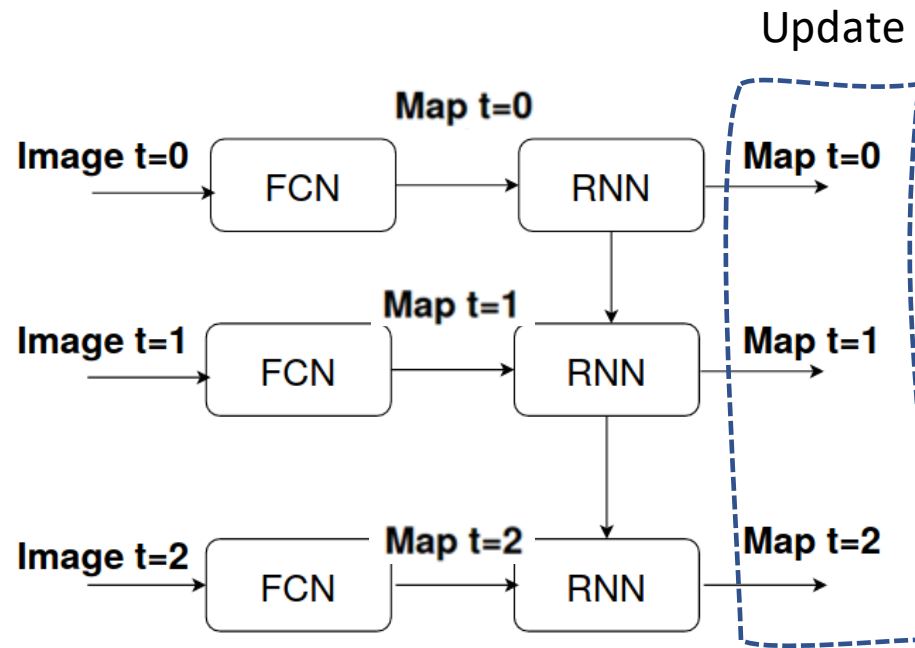 Update
Map t=0
Image t=0
FCN
RNN
Map t=0
Map t=1
Image t=1
FCN
RNN
Map t=1
Map t=2
Image t=2
FCN
RNN
Map t=2